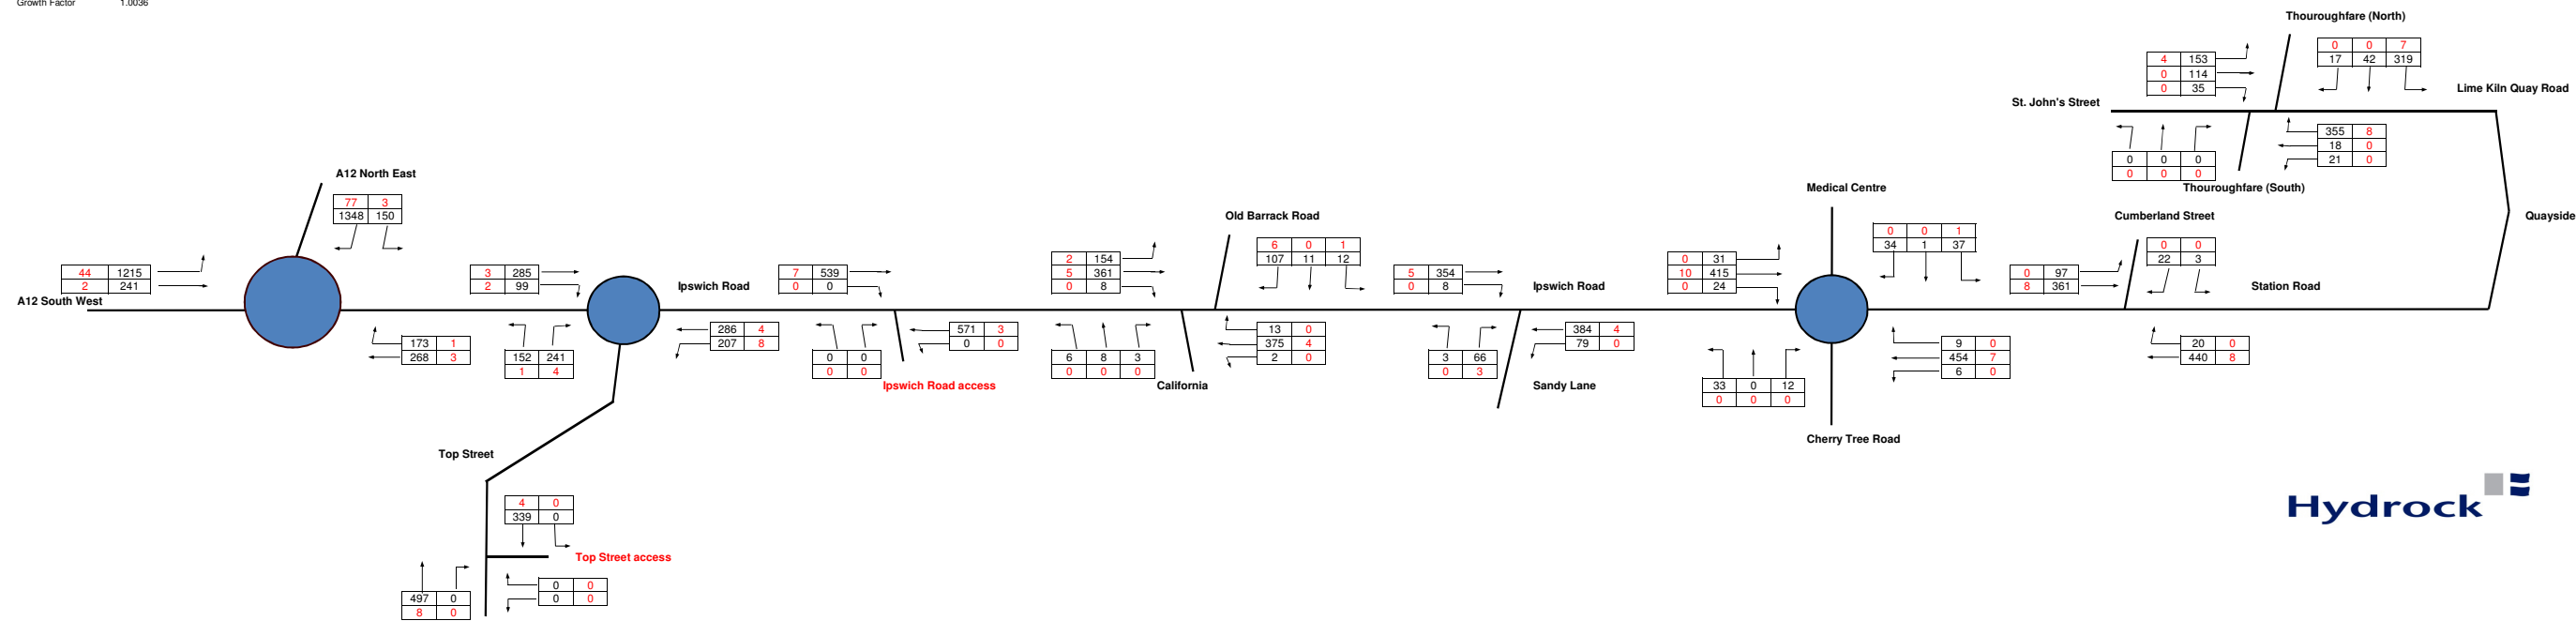 Growth Factor 1.0036
Thouroughfare (North)
4 153
0 114
0 35
0 0 7
17 42 319
St. John's Street
Lime Kiln Quay Road
0 0 0
0 0 0
355 8
18 0
21 0
Thouroughfare (South)
A12 North East
77 3
1348 150
Medical Centre
Old Barrack Road
Cumberland Street
Quayside
44 1215
2 241
A12 South West
3 285
2 99
Ipswich Road
7 539
0 0
2 154
5 361
0 8
6 0 1
107 11 12
5 354
0 8
Ipswich Road
0 31
10 415
0 24
0 0 1
34 1 37
0 97
8 361
0 0
22 3
Station Road
173 1
268 3
152 241
1 4
286 4
207 8
0 0
0 0
571 3
0 0
Ipswich Road access
6 8 3
0 0 0
California
13 0
375 4
2 0
3 66
0 3
384 4
79 0
Sandy Lane
33 0 12
0 0 0
9 0
454 7
6 0
20 0
440 8
Cherry Tree Road
Top Street
4 0
339 0
Top Street access
497 0
8 0
0 0
0 0
Hydrock